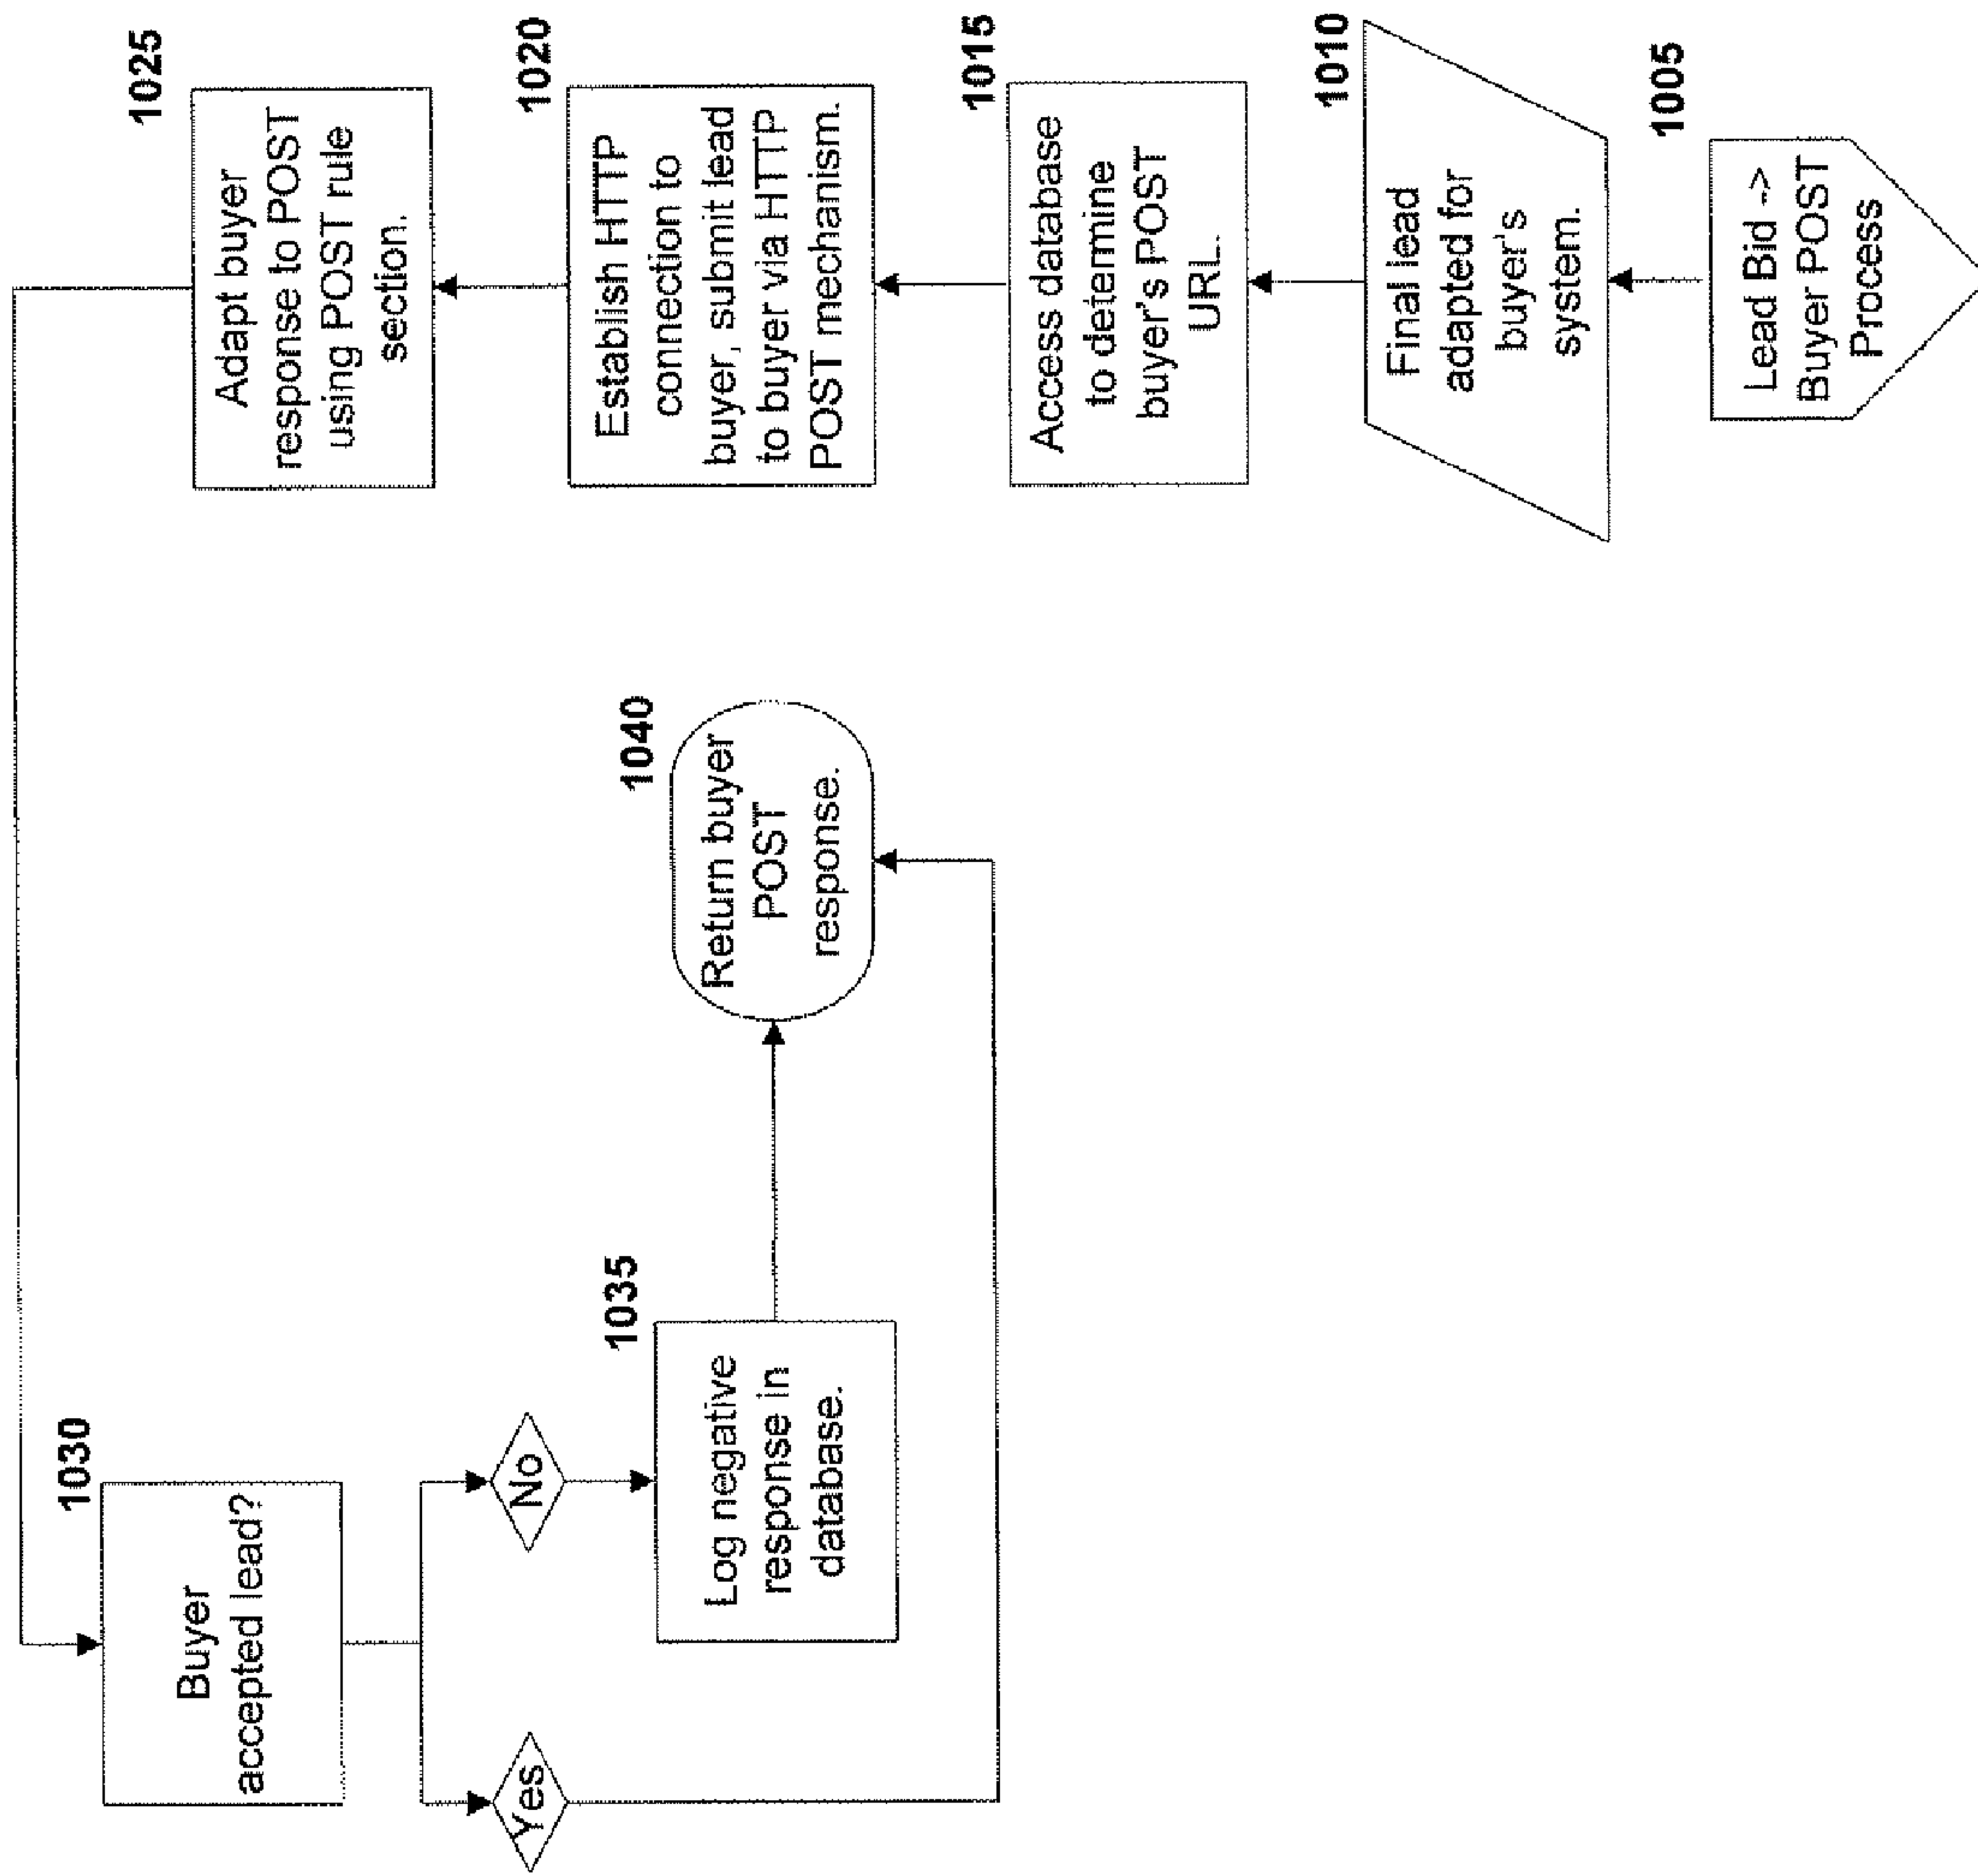 1005
Lead Bid ->
Buyer POST
Process
1010
Final lead
adapted for
buyer's
system.
1015
Access database
to determine
buyer's POST
URL.
1020
Establish HTTP
connection to
buyer, submit lead
to buyer via HTTP
POST mechanism.
1025
Adapt buyer
response to POST
using POST rule
section.
1030
Buyer
accepted lead?
Yes
No
1035
Log negative
response in
database.
1040
Return buyer
POST
response.